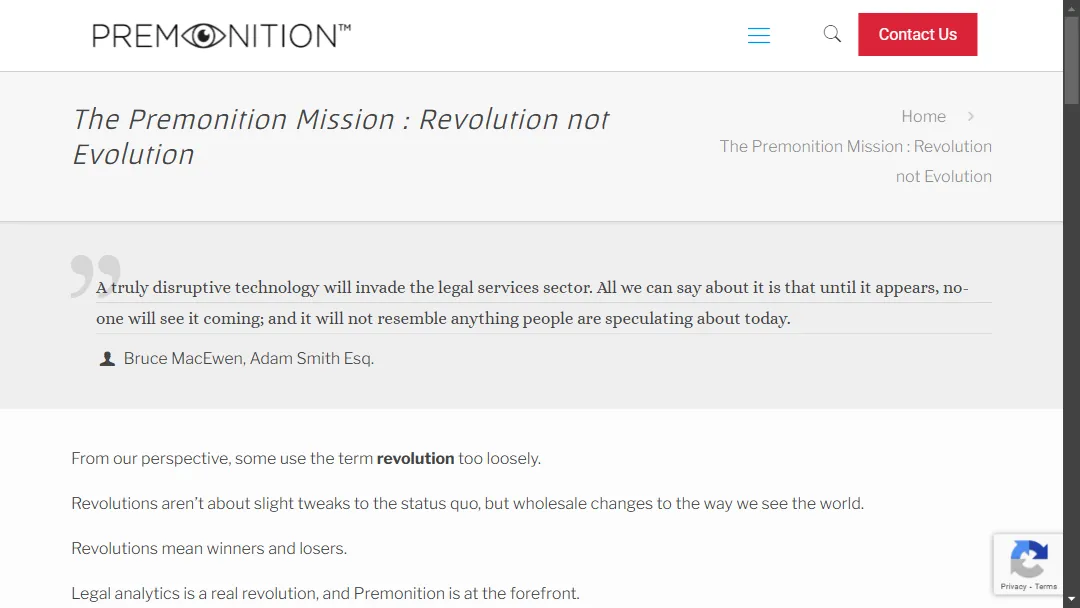 PREMONITION™
Contact Us
The Premonition Mission : Revolution not
Evolution
Home
The Premonition Mission : Revolution
not Evolution
A truly disruptive technology will invade the legal services sector. All we can say about it is that until it appears, no-
one will see it coming; and it will not resemble anything people are speculating about today.
Bruce MacEwen, Adam Smith Esq.
From our perspective, some use the term revolution too loosely.
Revolutions aren’t about slight tweaks to the status quo, but wholesale changes to the way we see the world.
Revolutions mean winners and losers.
Legal analytics is a real revolution, and Premonition is at the forefront.
Privacy - Terms